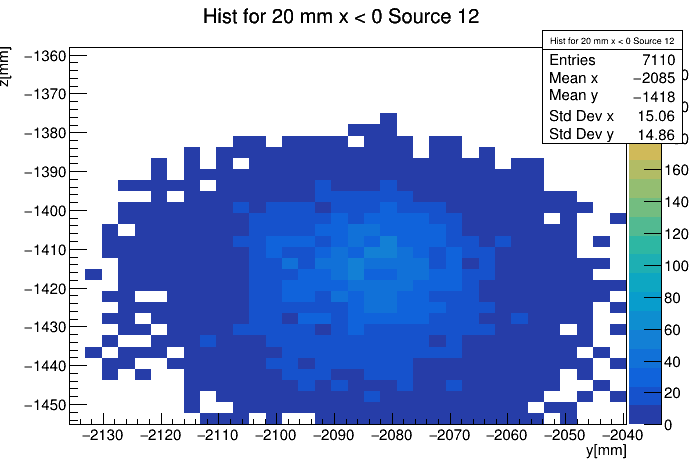 Hist for 20 mm x < 0 Source 12
Hist for 20 mm x < 0 Source 12
Entries 7110
Mean x −2085
Mean y −1418
Std Dev x 15.06
Std Dev y 14.86
z[mm]
−1360
−1370
−1380
−1390
−1400
−1410
−1420
−1430
−1440
−1450
160
140
120
100
80
60
40
20
0
−2130 −2120 −2110 −2100 −2090 −2080 −2070 −2060 −2050 −2040
y[mm]